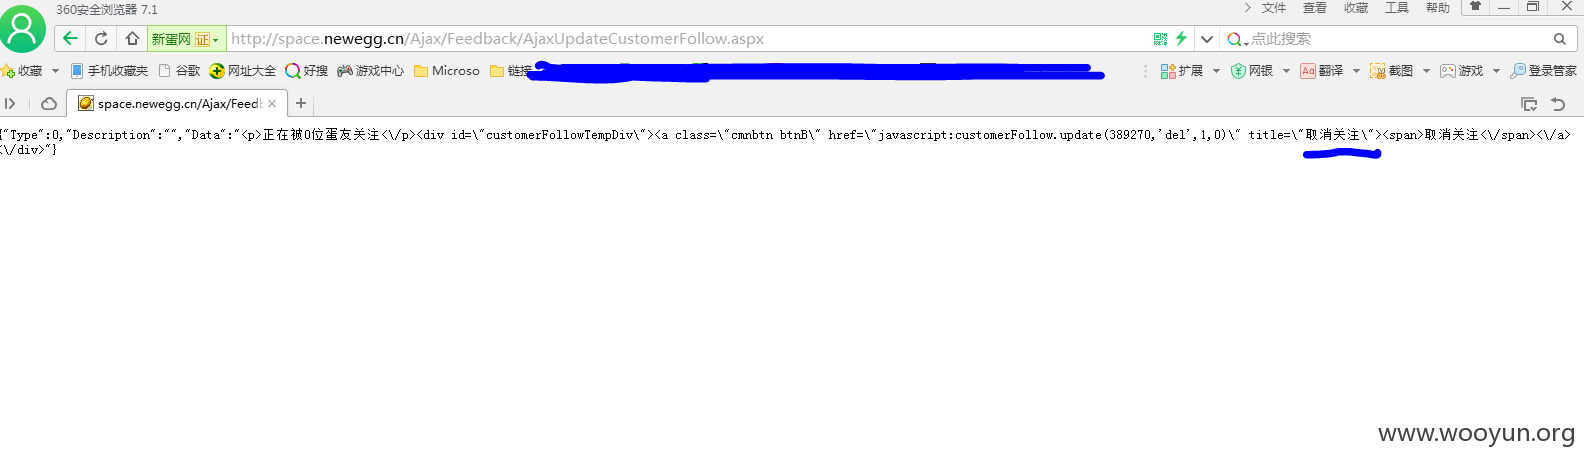 360安全浏览器 7.1
文件 查看 收藏 工具 帮助
新蛋网 证 http://space.newegg.cn/Ajax/Feedback/AjaxUpdateCustomerFollow.aspx 点此搜索
收藏 手机收藏夹 谷歌 网址大全 好搜 游戏中心 Microso 链接 扩展 网银 Aa 翻译 截图 游戏 登录管家
space.newegg.cn/Ajax/Feedb
{"Type":0,"Description":"","Data":"<p>正在被0位蛋友关注<\/p><div id=\"customerFollowTempDiv\"><a class=\"cmnbtn btnB\" href=\"javascript:customerFollow.update(389270,'del',1,0)\" title=\"取消关注\"><span>取消关注<\/span><\/a>
<\/div>"}
www.wooyun.org